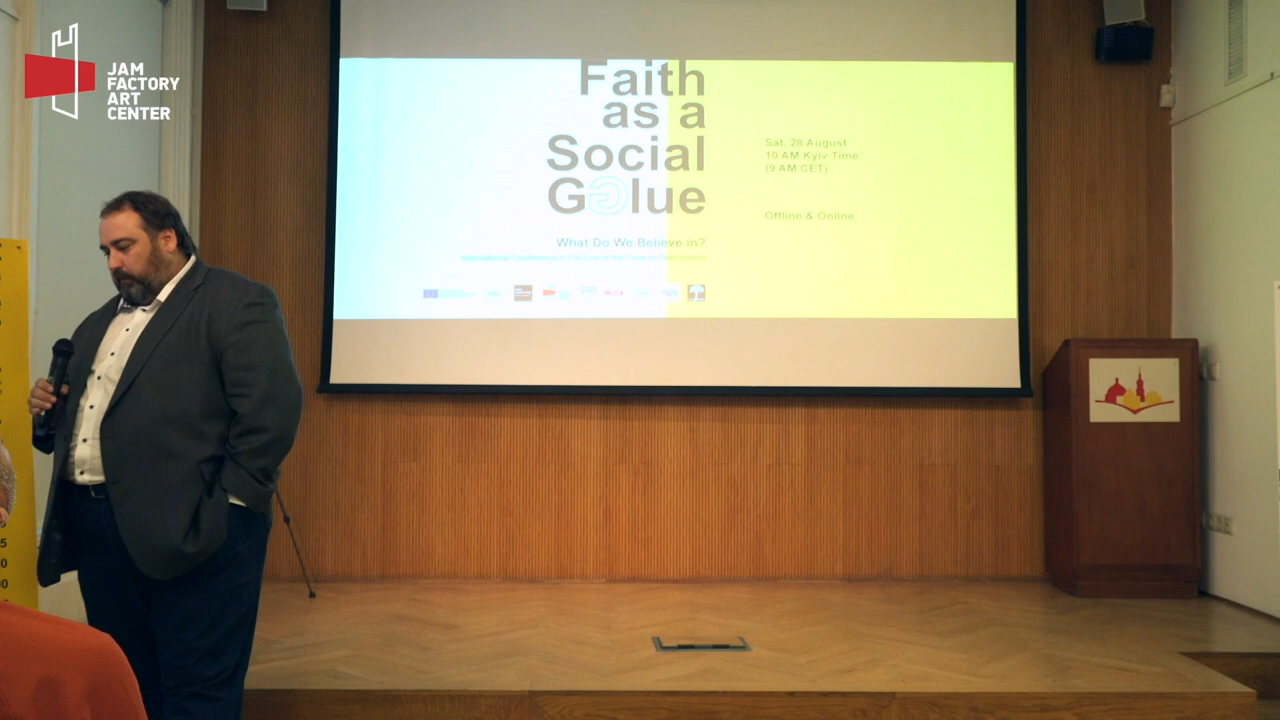 JAM
FACTORY
ART
CENTER
Faith
as a
Social
GGlue
What Do We Believe in?
Sat, 28 August
10 AM Kyiv Time
(9 AM CET)
Offline & Online